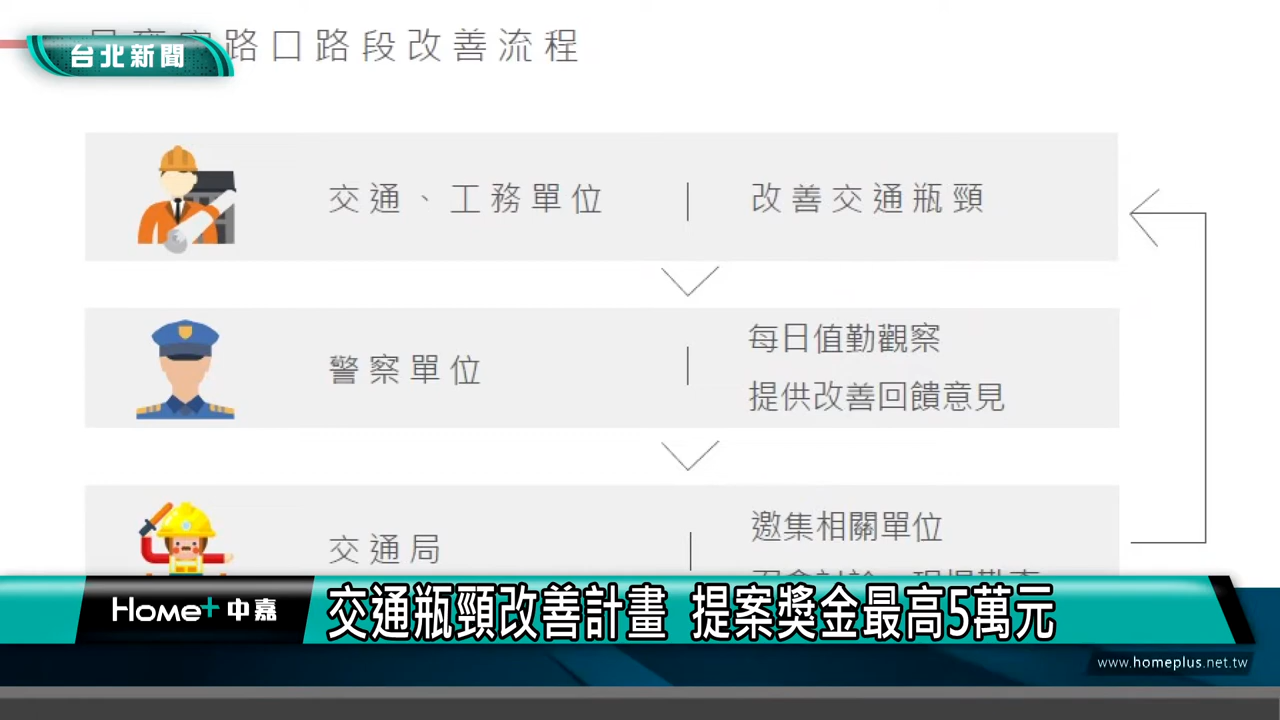 台北新聞
路口路段改善流程
交通、工務單位
改善交通瓶頸
警察單位
每日值勤觀察
提供改善回饋意見
交通局
邀集相關單位
Home+中嘉
交通瓶頸改善計畫 提案獎金最高5萬元
www.homeplus.net.tw